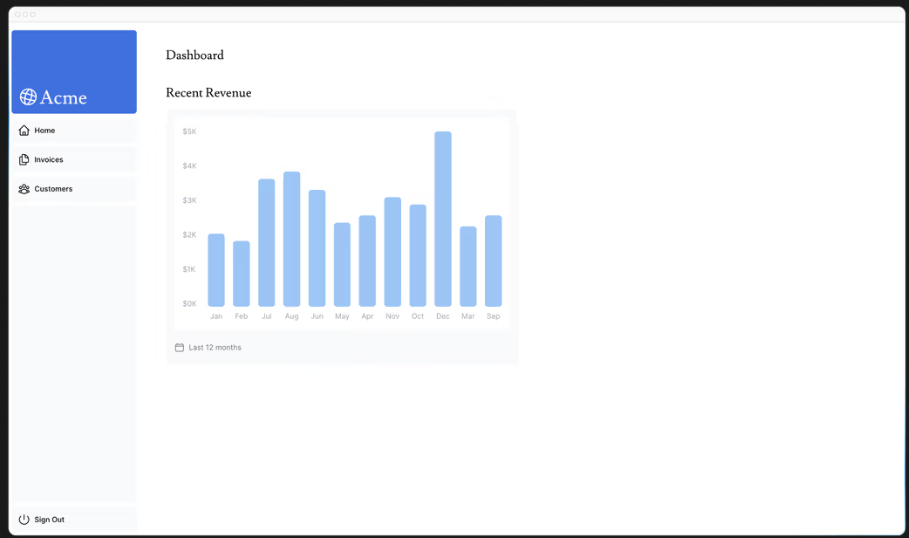 Acme
Home
Invoices
Customers
Sign Out
Dashboard
Recent Revenue
$5K
$4K
$3K
$2K
$1K
$0K
Jan Feb Jul Aug Jun May Apr Nov Oct Dec Mar Sep
Last 12 months